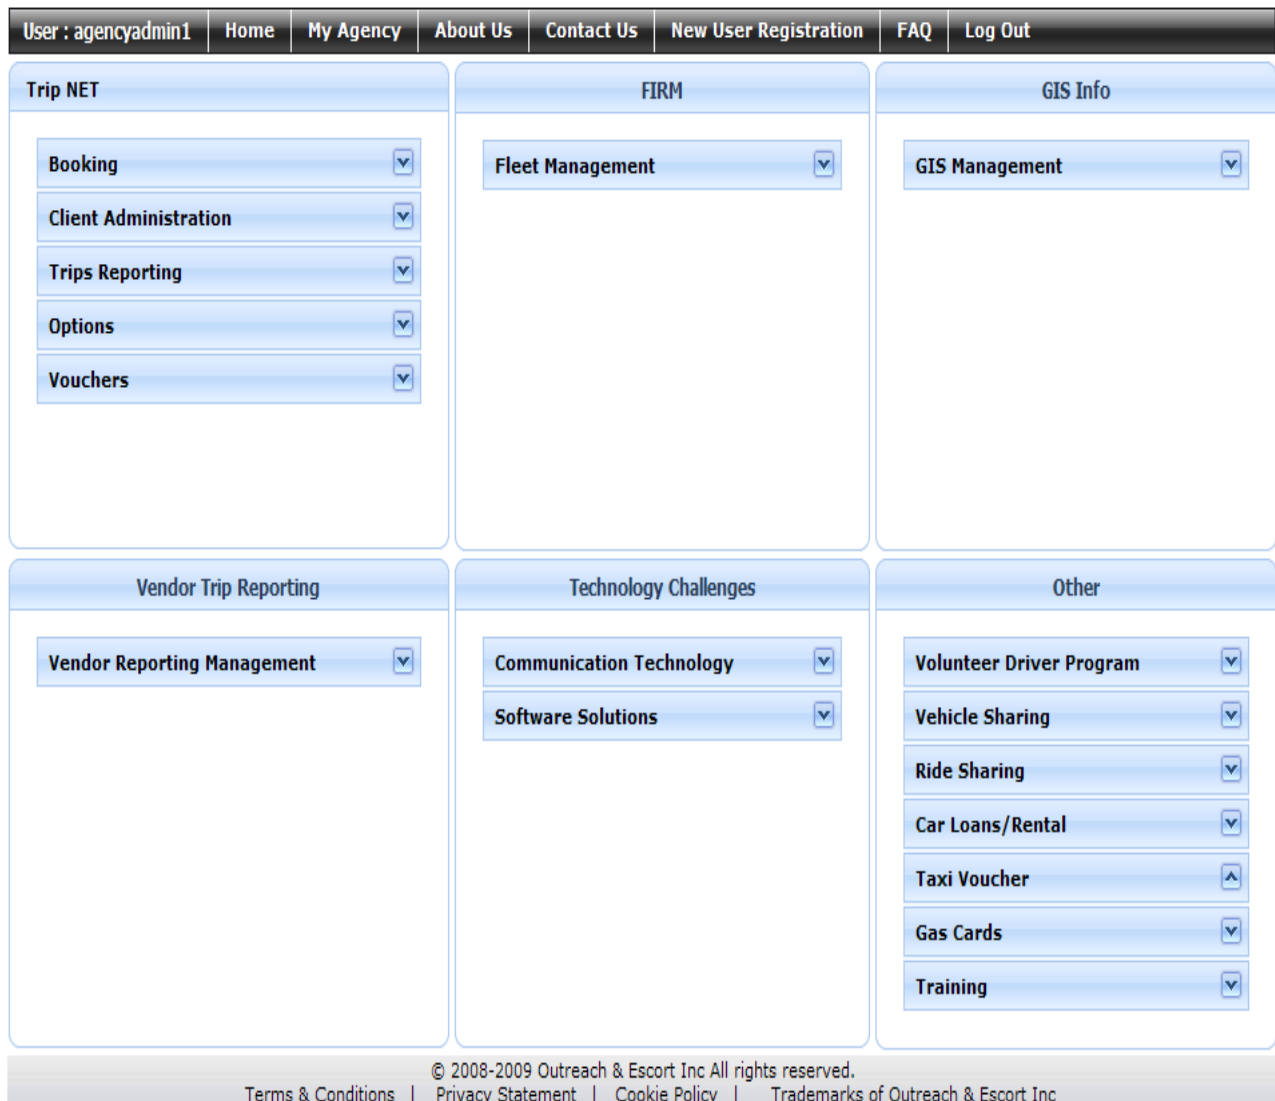 User : agencyadmin1 Home My Agency About Us Contact Us New User Registration FAQ Log Out
Trip NET
Booking
Client Administration
Trips Reporting
Options
Vouchers
FIRM
Fleet Management
GIS Info
GIS Management
Vendor Trip Reporting
Vendor Reporting Management
Technology Challenges
Communication Technology
Software Solutions
Other
Volunteer Driver Program
Vehicle Sharing
Ride Sharing
Car Loans/Rental
Taxi Voucher
Gas Cards
Training
© 2008-2009 Outreach & Escort Inc All rights reserved.
Terms & Conditions | Privacy Statement | Cookie Policy | Trademarks of Outreach & Escort Inc